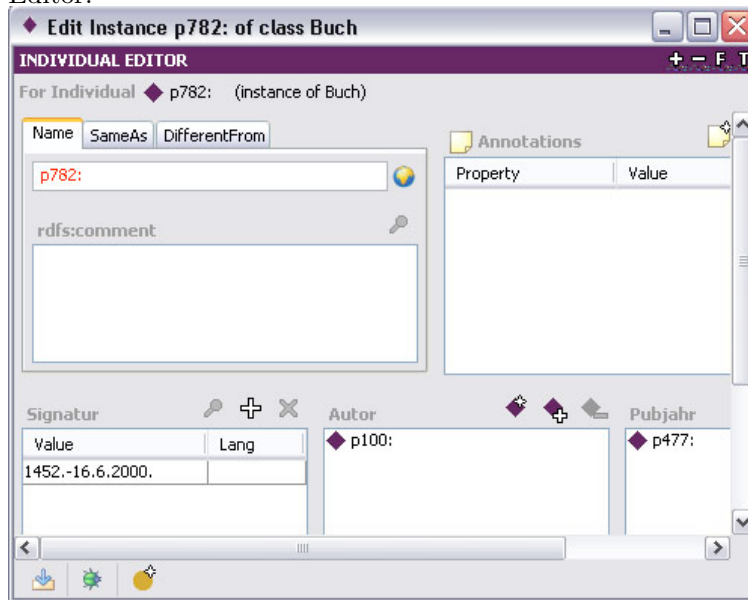 Editor:
Edit Instance p782: of class Buch
INDIVIDUAL EDITOR
+ - F T
For Individual p782: (instance of Buch)
Name SameAs DifferentFrom
p782:
rdfs:comment
Annotations
Property Value
Signatur
Value Lang
1452.-16.6.2000.
Autor
p100:
Pubjahr
p477: